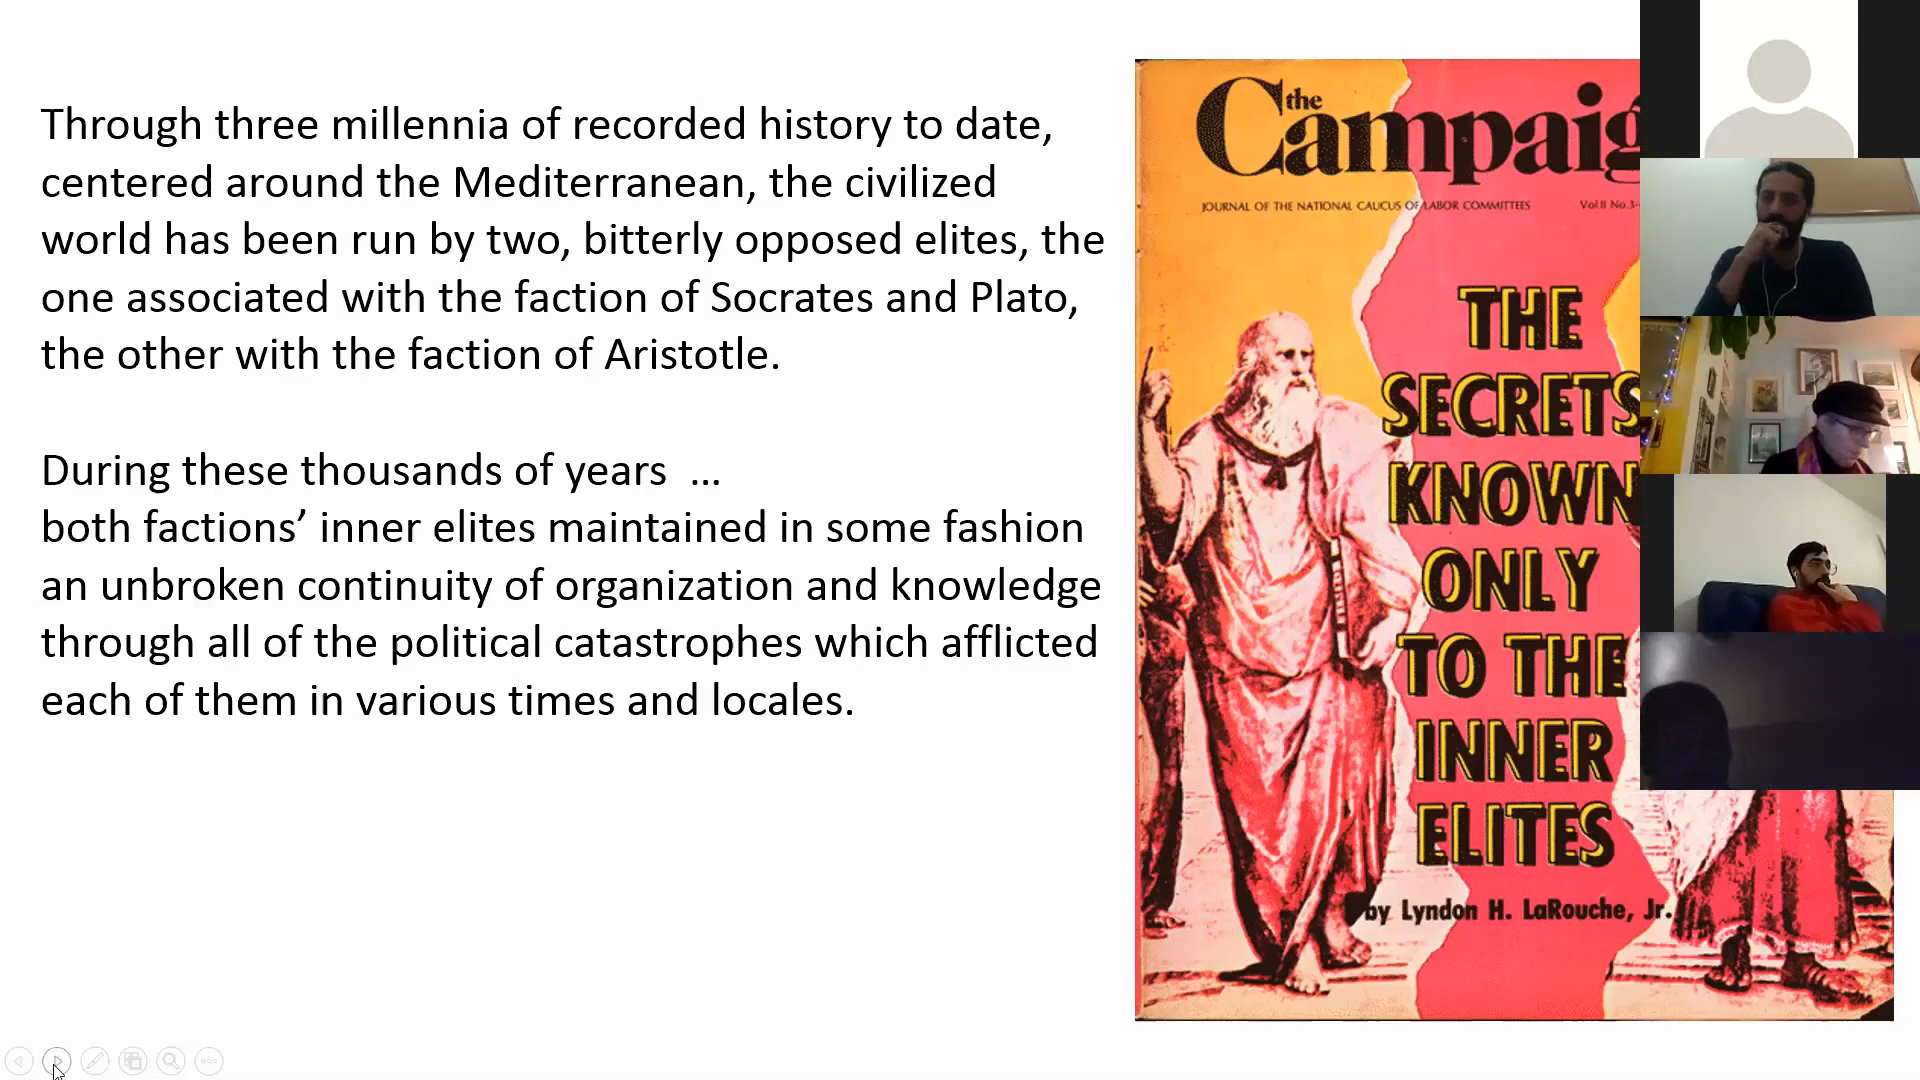 Through three millennia of recorded history to date,
centered around the Mediterranean, the civilized
world has been run by two, bitterly opposed elites, the
one associated with the faction of Socrates and Plato,
the other with the faction of Aristotle.
During these thousands of years  ...
both factions’ inner elites maintained in some fashion
an unbroken continuity of organization and knowledge
through all of the political catastrophes which afflicted
each of them in various times and locales.
the
Campaig
JOURNAL OF THE NATIONAL CAUCUS OF LABOR COMMITTEES Vol.II No.3-
THE
SECRETS
KNOWN
ONLY
TO THE
INNER
ELITES
by Lyndon H. LaRouche, Jr.